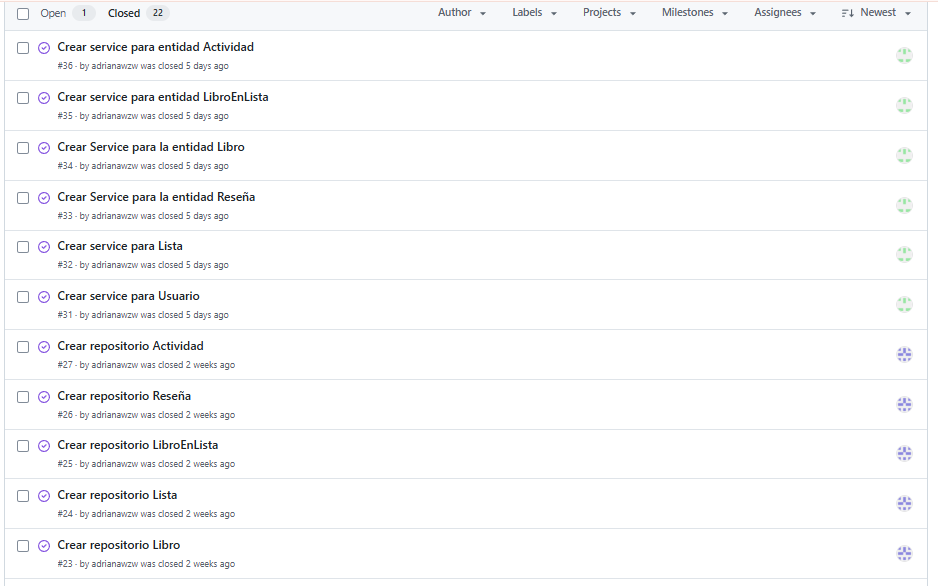 Open 1 Closed 22 Author Labels Projects Milestones Assignees Newest
Crear service para entidad Actividad
#36 · by adrianawzw was closed 5 days ago
Crear service para entidad LibroEnLista
#35 · by adrianawzw was closed 5 days ago
Crear Service para la entidad Libro
#34 · by adrianawzw was closed 5 days ago
Crear Service para la entidad Reseña
#33 · by adrianawzw was closed 5 days ago
Crear service para Lista
#32 · by adrianawzw was closed 5 days ago
Crear service para Usuario
#31 · by adrianawzw was closed 5 days ago
Crear repositorio Actividad
#27 · by adrianawzw was closed 2 weeks ago
Crear repositorio Reseña
#26 · by adrianawzw was closed 2 weeks ago
Crear repositorio LibroEnLista
#25 · by adrianawzw was closed 2 weeks ago
Crear repositorio Lista
#24 · by adrianawzw was closed 2 weeks ago
Crear repositorio Libro
#23 · by adrianawzw was closed 2 weeks ago